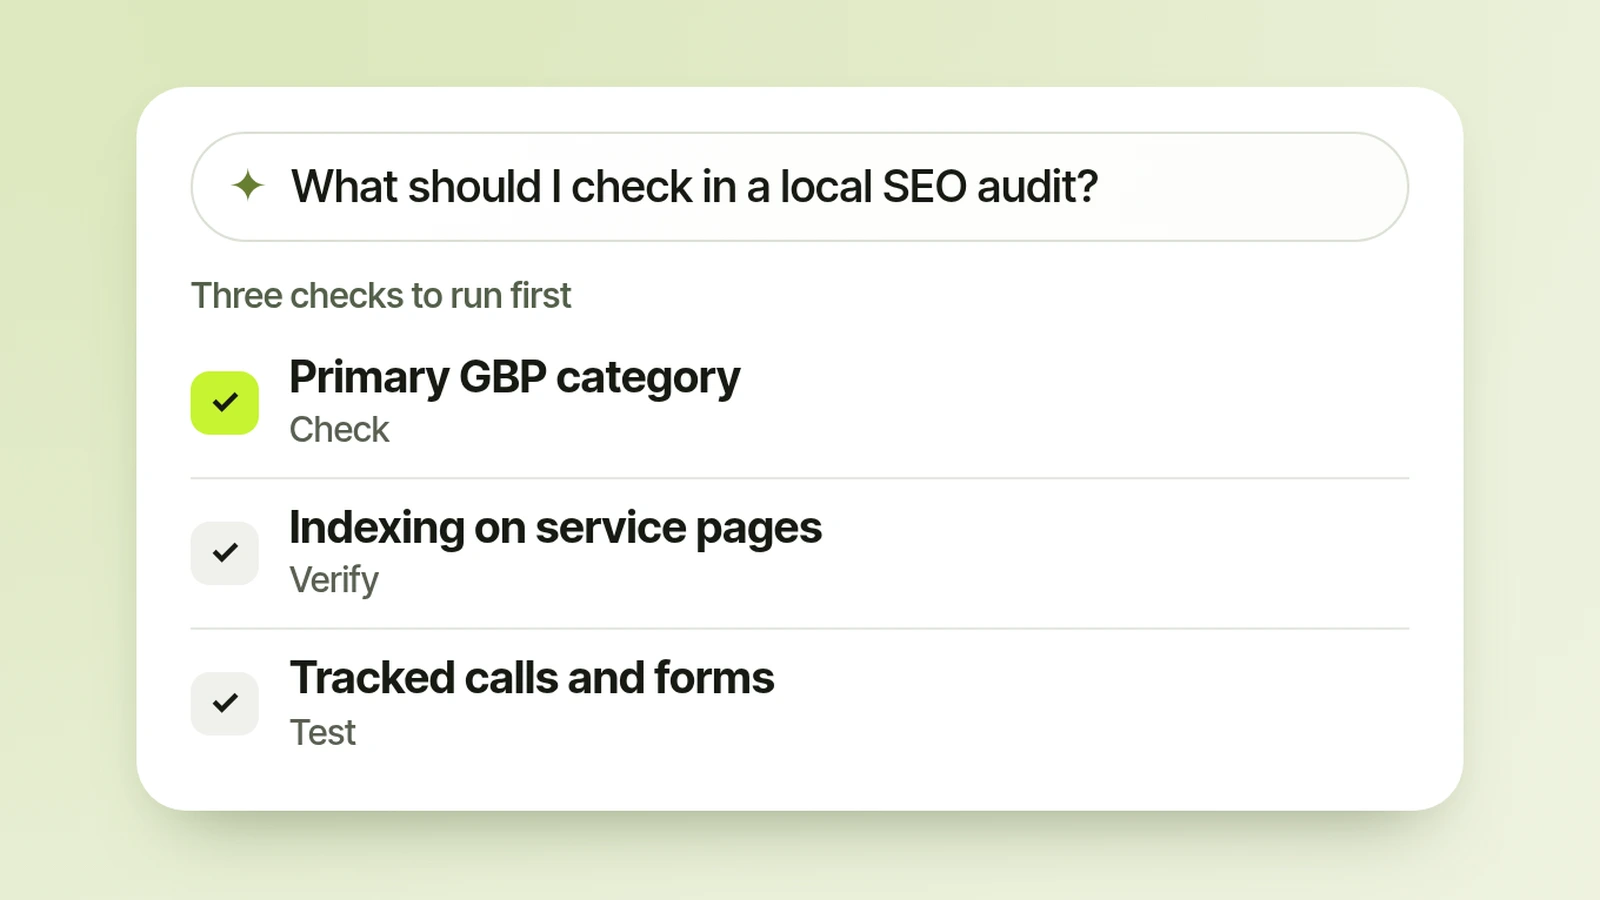 What should I check in a local SEO audit?
Three checks to run first
Primary GBP category
Check
Indexing on service pages
Verify
Tracked calls and forms
Test